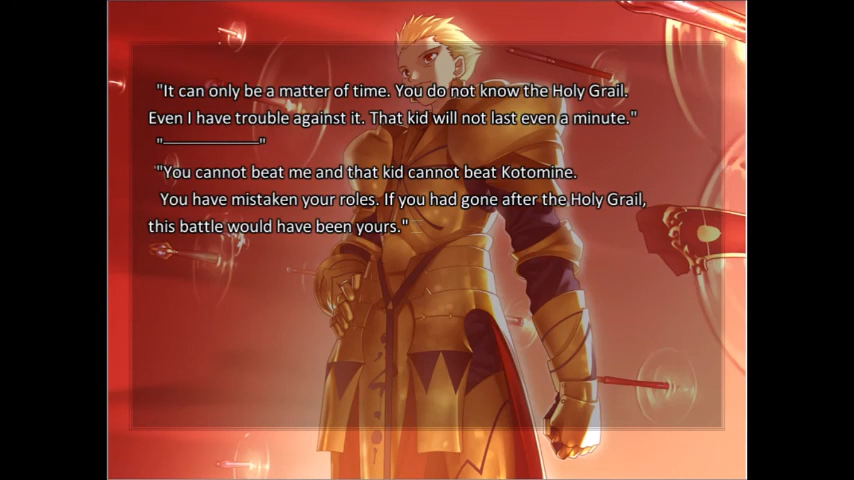 "It can only be a matter of time. You do not know the Holy Grail.
Even I have trouble against it. That kid will not last even a minute."
"――――――"
"You cannot beat me and that kid cannot beat Kotomine.
You have mistaken your roles. If you had gone after the Holy Grail,
this battle would have been yours."